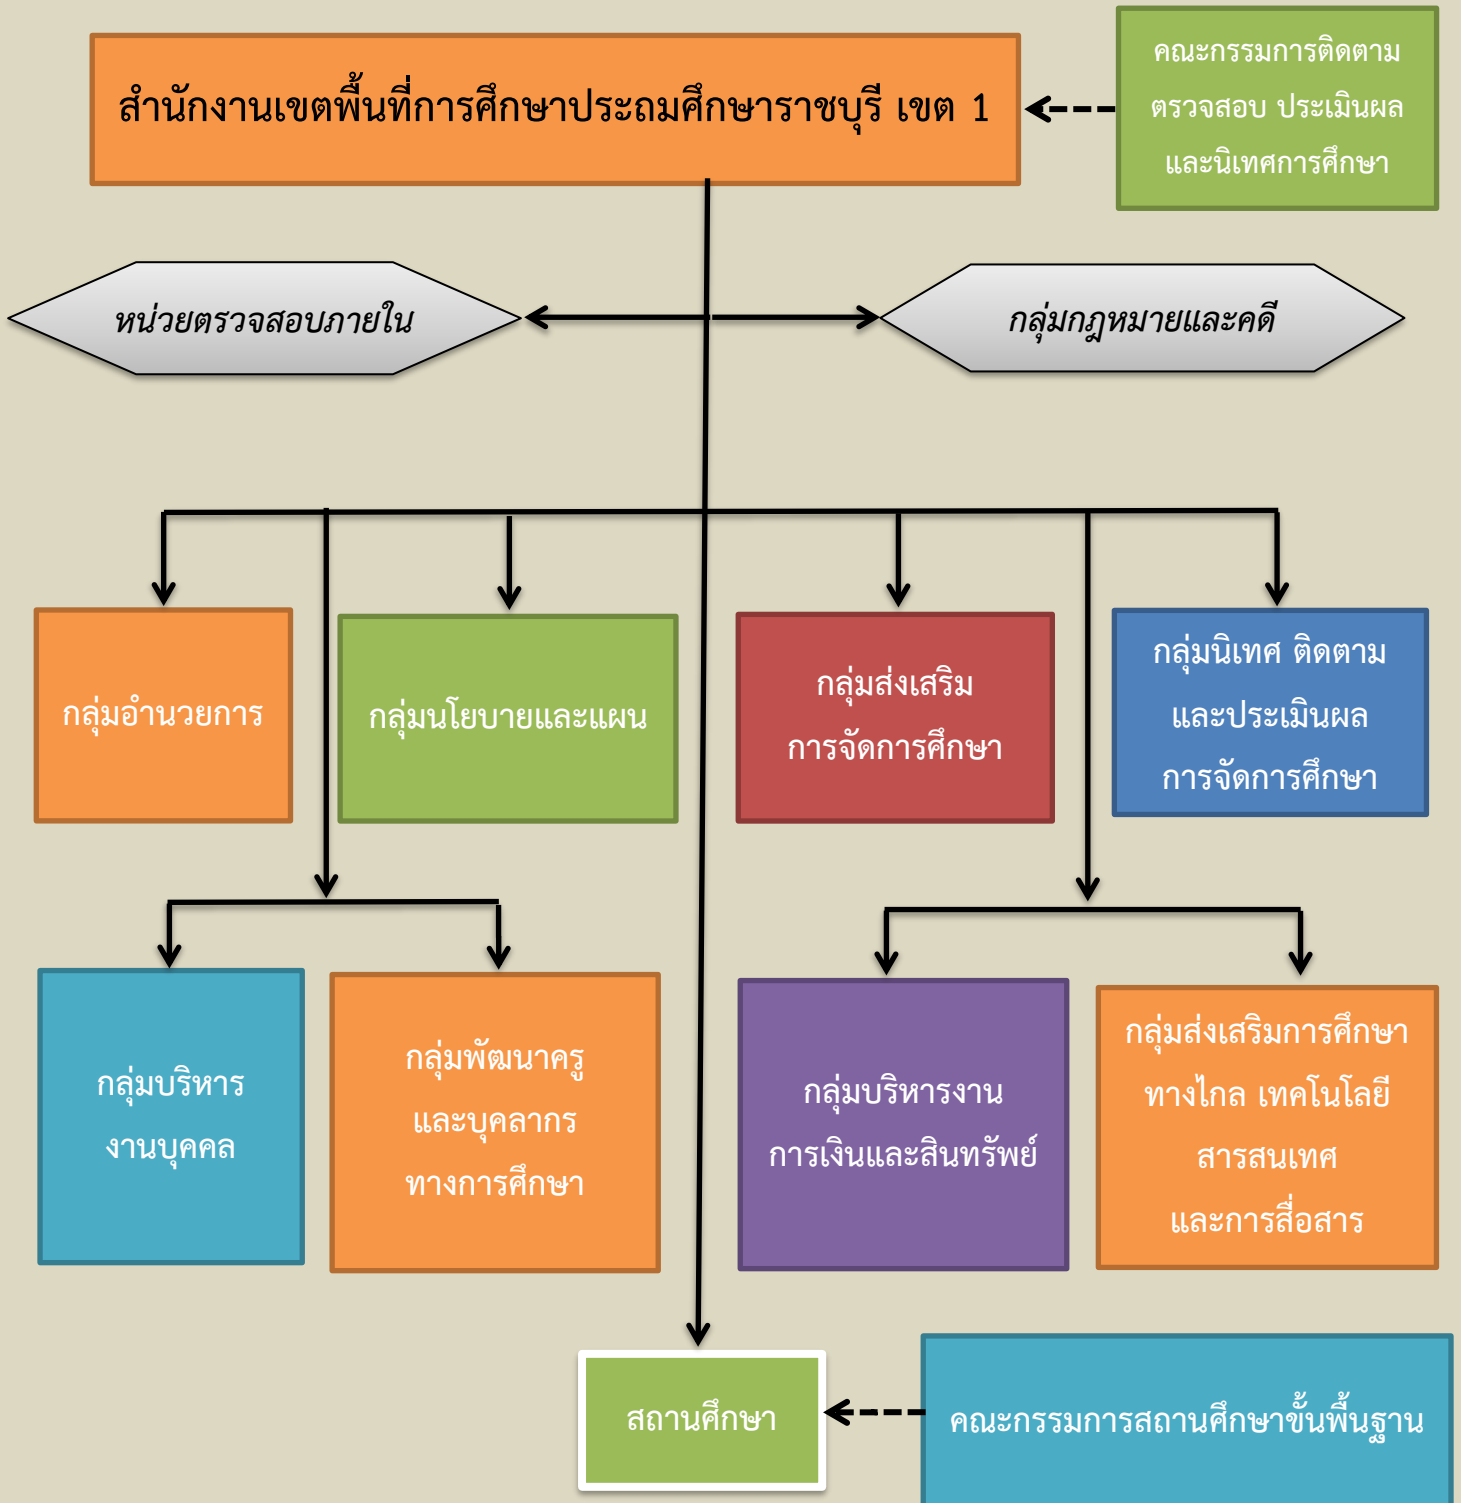 สำนักงานเขตพื้นที่การศึกษาประถมศึกษาราชบุรี เขต 1
คณะกรรมการติดตาม
ตรวจสอบ ประเมินผล
และนิเทศการศึกษา
หน่วยตรวจสอบภายใน
กลุ่มกฎหมายและคดี
กลุ่มอำนวยการ
กลุ่มนโยบายและแผน
กลุ่มส่งเสริม
การจัดการศึกษา
กลุ่มนิเทศ ติดตาม
และประเมินผล
การจัดการศึกษา
กลุ่มบริหาร
งานบุคคล
กลุ่มพัฒนาครู
และบุคลากร
ทางการศึกษา
กลุ่มบริหารงาน
การเงินและสินทรัพย์
กลุ่มส่งเสริมการศึกษา
ทางไกล เทคโนโลยี
สารสนเทศ
และการสื่อสาร
สถานศึกษา
คณะกรรมการสถานศึกษาขั้นพื้นฐาน